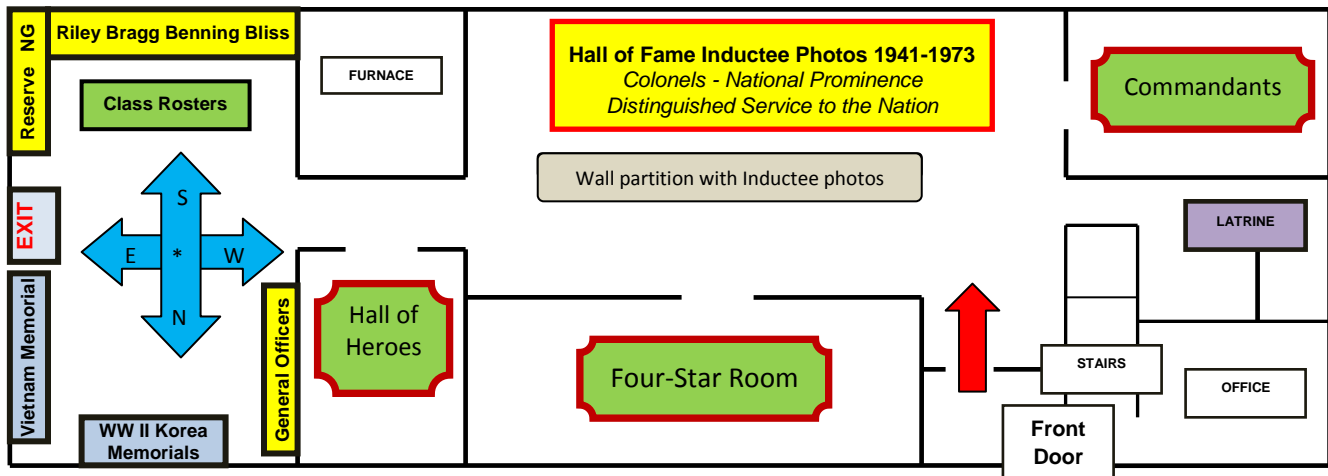 Reserve NG
Riley Bragg Benning Bliss
Class Rosters
FURNACE
Hall of Fame Inductee Photos 1941-1973
Colonels - National Prominence
Distinguished Service to the Nation
Commandants
Wall partition with Inductee photos
EXIT
S
E * W
N
LATRINE
Vietnam Memorial
General Officers
Hall of
Heroes
Four-Star Room
STAIRS
OFFICE
WW II Korea
Memorials
Front
Door